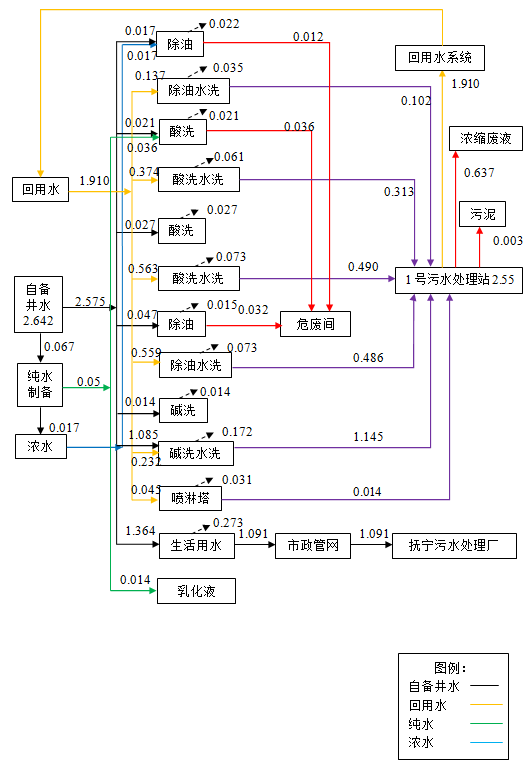 0.022
0.017
除油
0.012
0.017
回用水系统
0.137
0.035
除油水洗
0.102
1.910
0.021
0.021
酸洗
0.036
0.036
浓缩废液
0.061
0.374
酸洗水洗
0.637
回用水
1.910
0.313
污泥
0.027
0.027
酸洗
0.003
0.073
0.563
酸洗水洗
0.490
1号污水处理站2.55
自备
井水
2.642
2.575
0.015
0.047
除油
0.032
危废间
0.067
0.073
0.559
除油水洗
0.486
纯水
制备
0.05
0.014
0.014
碱洗
0.017
浓水
1.085
0.172
碱洗水洗
1.145
0.232
0.031
0.045
喷淋塔
0.014
0.273
1.364
生活用水
1.091
市政管网
1.091
抚宁污水处理厂
0.014
乳化液
图例：
自备井水
回用水
纯水
浓水